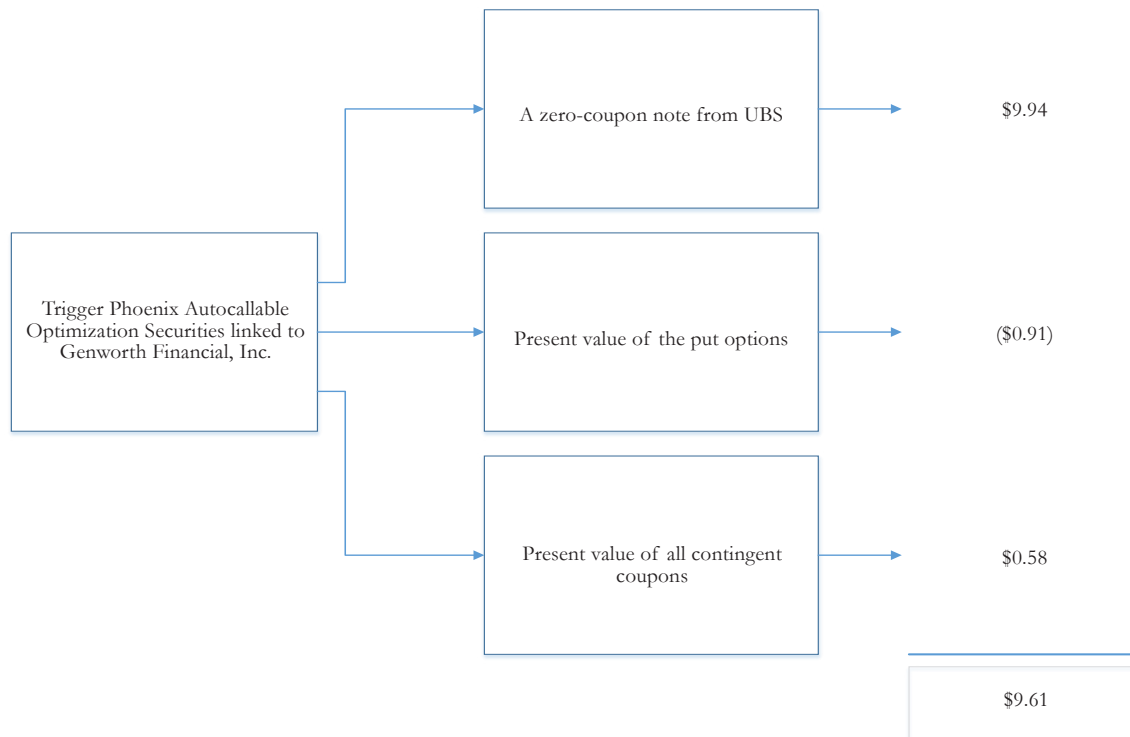 A zero-coupon note from UBS
$9.94
Trigger Phoenix Autocallable
Optimization Securities linked to
Genworth Financial, Inc.
Present value of the put options
($0.91)
Present value of all contingent
coupons
$0.58
$9.61